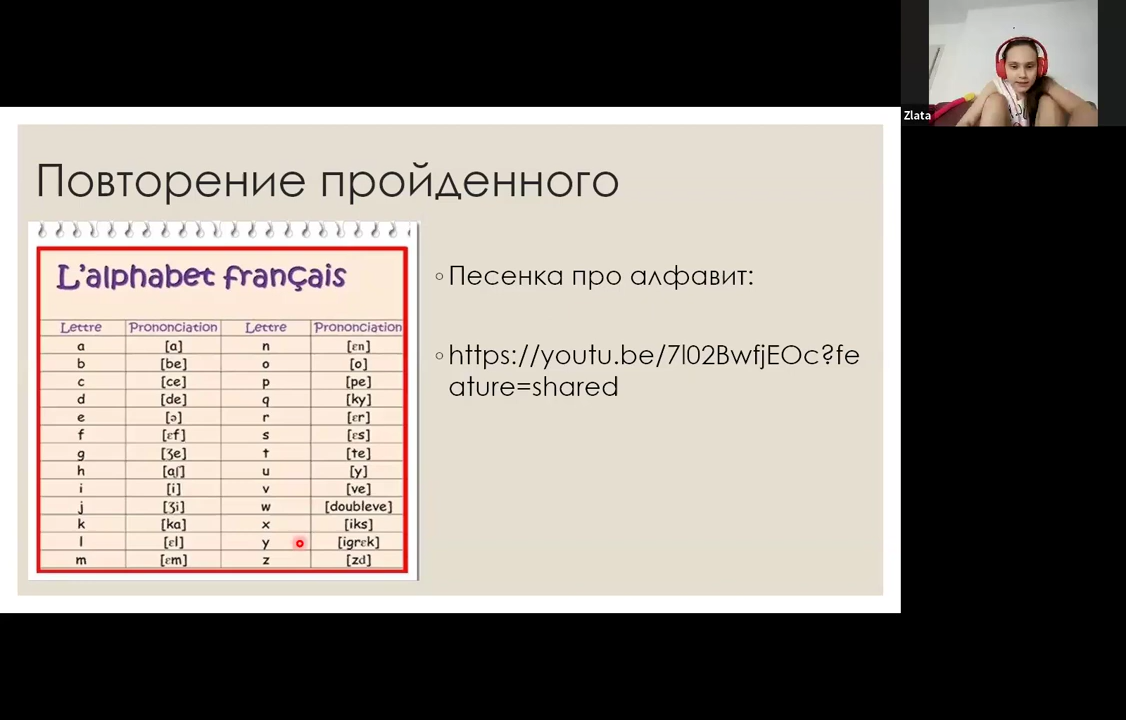 Zlata
Повторение пройденного
L'alphabet français
Lettre Prononciation Lettre Prononciation
a [a] n [ɛn]
b [be] o [o]
c [ce] p [pe]
d [de] q [ky]
e [ə] r [ɛr]
f [ɛf] s [ɛs]
g [ʒe] t [te]
h [aʃ] u [y]
i [i] v [ve]
j [ʒi] w [doubleve]
k [ka] x [iks]
l [ɛl] y [igrɛk]
m [ɛm] z [zd]
Песенка про алфавит:
https://youtu.be/7l02BwfjEOc?fe
ature=shared